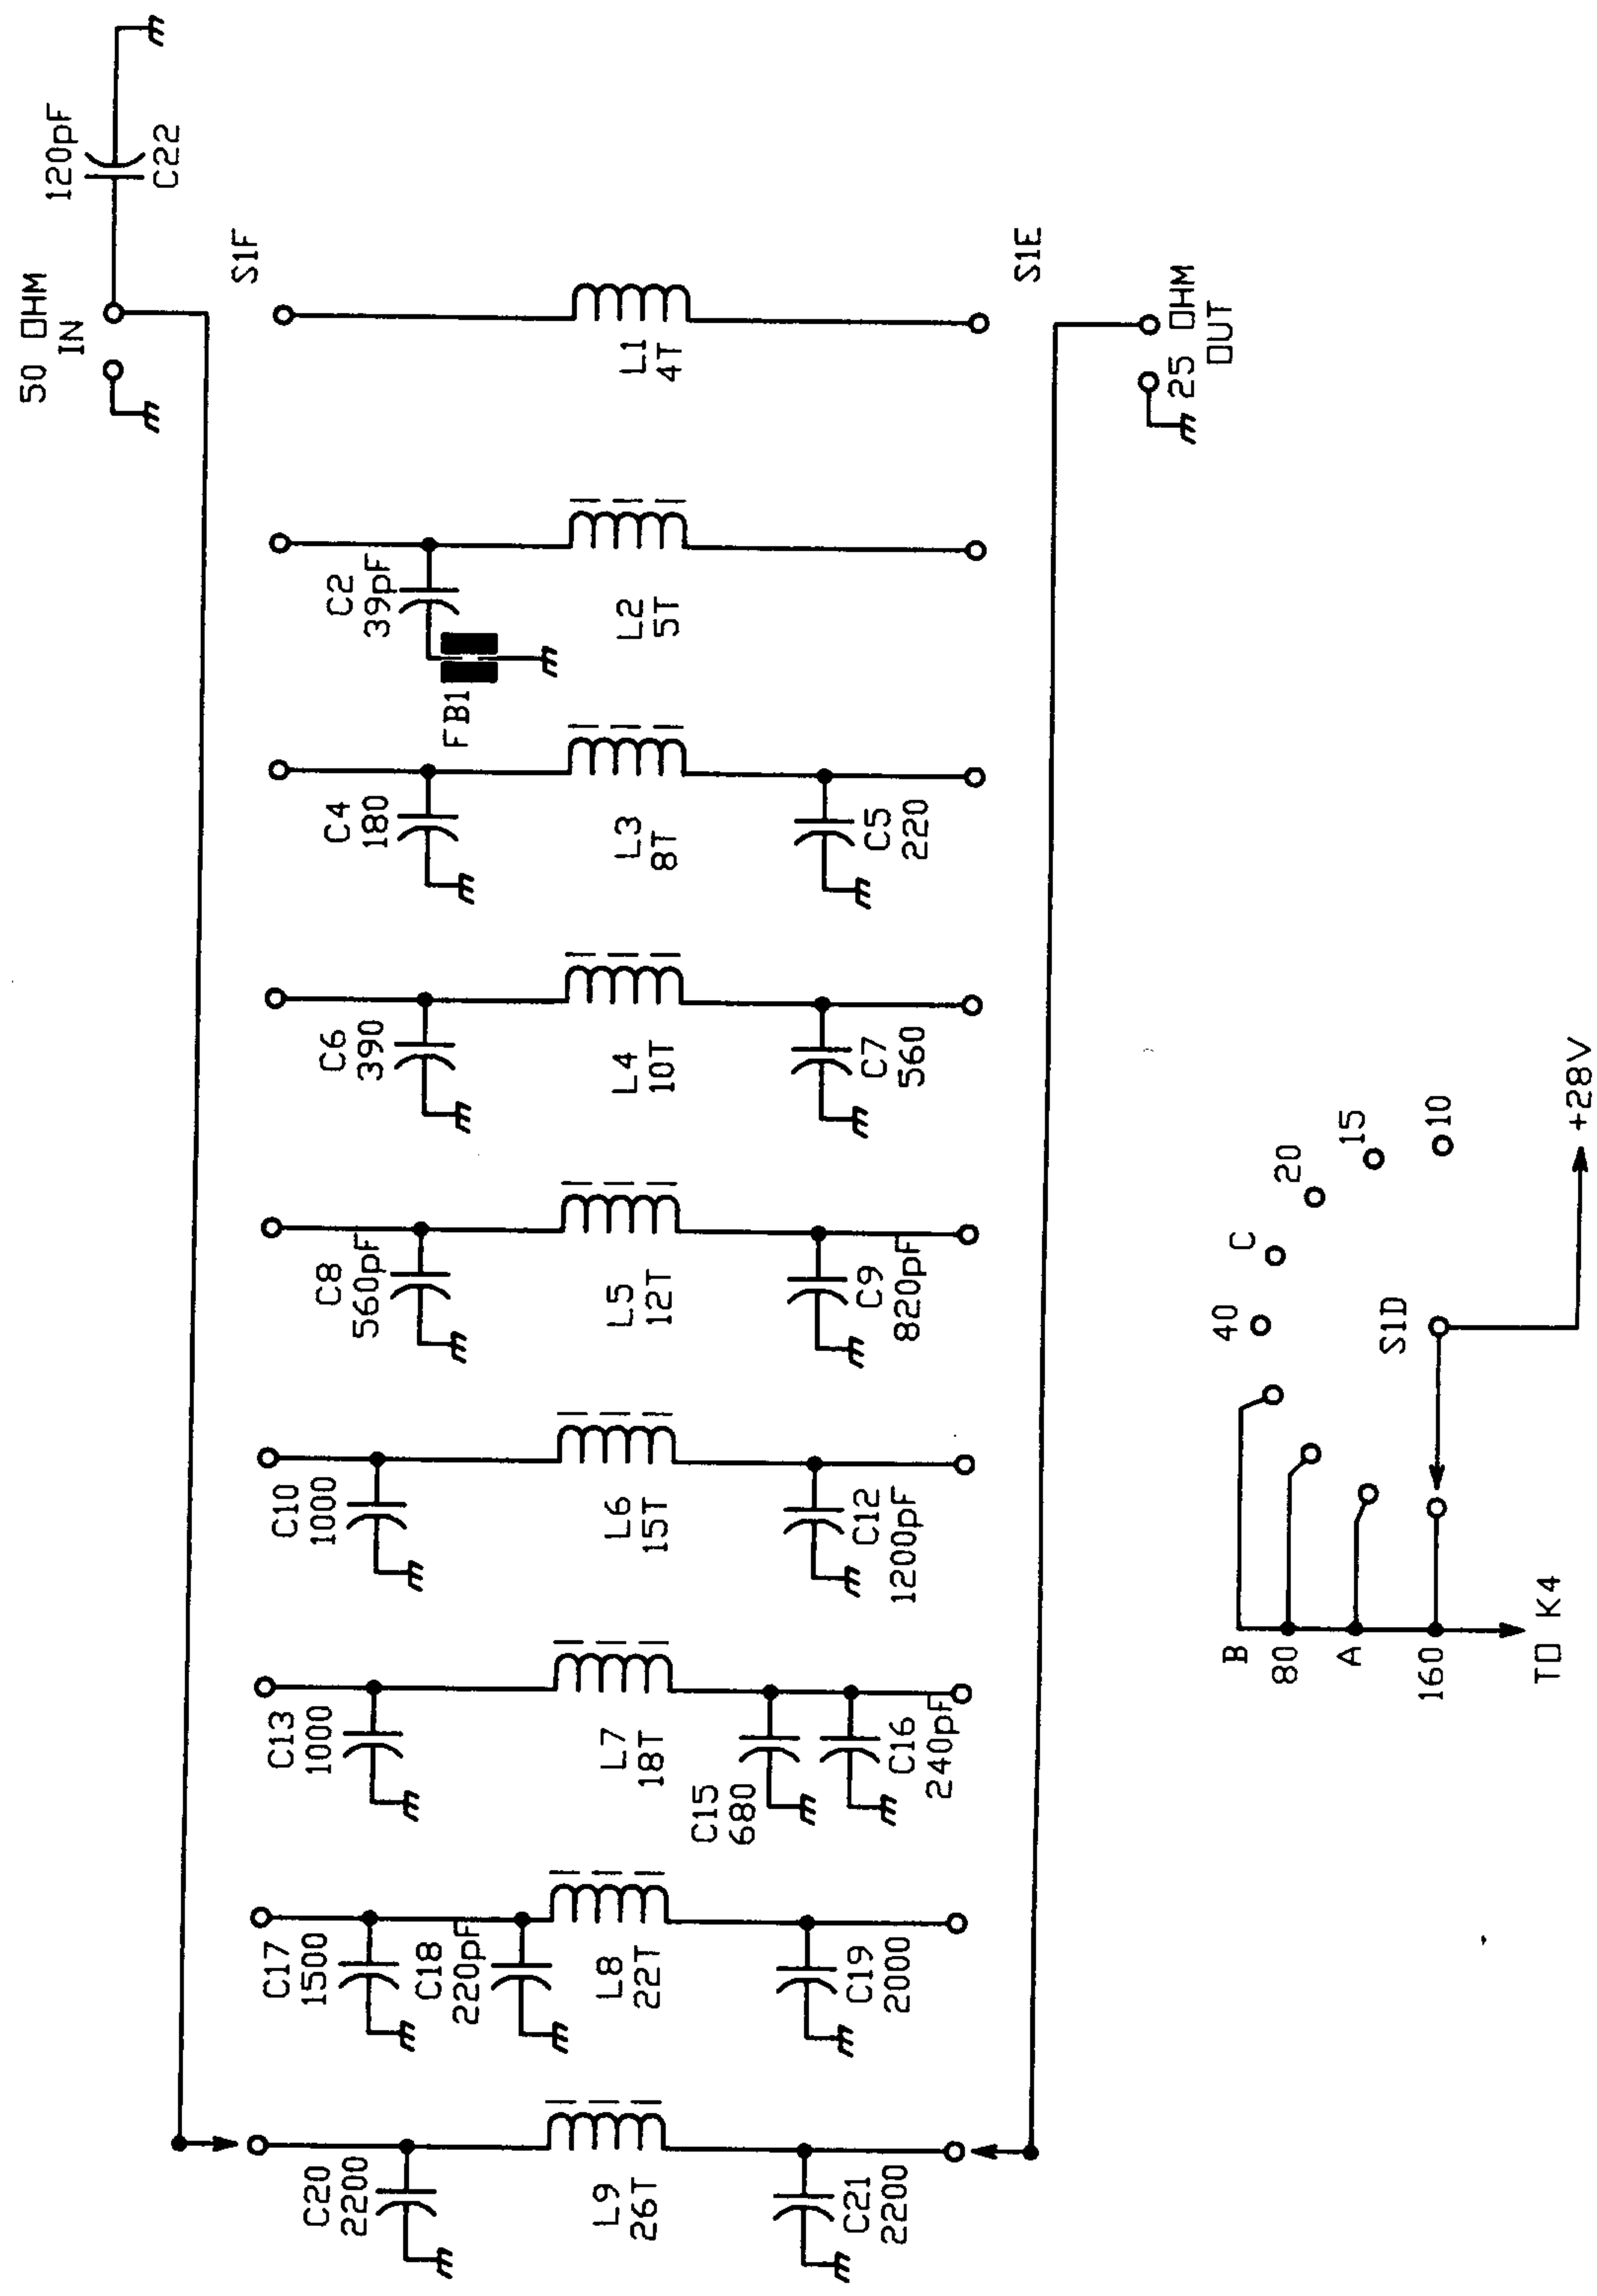 120pF
C22
50 OHM
IN
S1F
L1
4T
S1E
25 OHM
OUT
C2
39pF
FB1
L2
5T
C4
180
L3
8T
C5
220
C6
390
L4
10T
C7
560
C8
560pF
L5
12T
C9
820pF
C10
1000
L6
15T
C12
1200pF
C13
1000
L7
18T
C15
680
C16
240pF
C17
1500
C18
220pF
L8
22T
C19
2000
C20
2200
L9
26T
C21
2200
B
80
A
160
40
C
20
15
10
S1D
+28V
TO K4